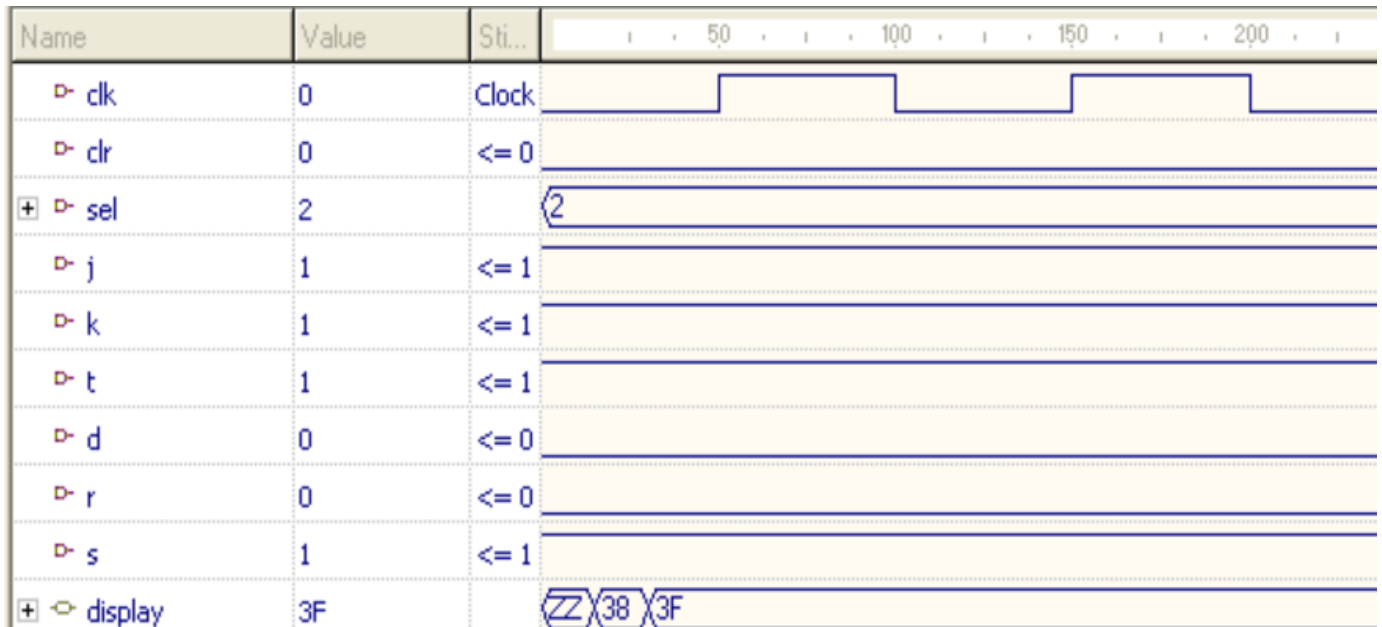 Name Value Sti... 50 100 150 200
clk 0 Clock
clr 0 <= 0
sel 2 2
j 1 <= 1
k 1 <= 1
t 1 <= 1
d 0 <= 0
r 0 <= 0
s 1 <= 1
display 3F ZZ 38 3F